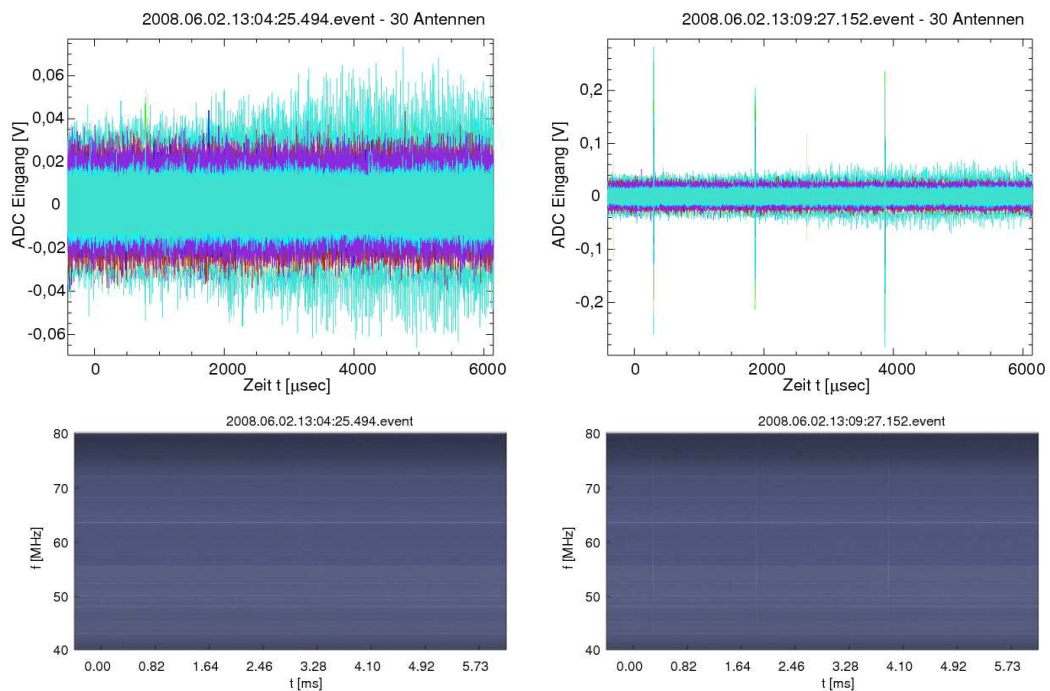 2008.06.02.13:04:25.494.event - 30 Antennen
0,06
0,04
0,02
0
-0,02
-0,04
-0,06
ADC Eingang [V]
0 2000 4000 6000
Zeit t [µsec]
2008.06.02.13:09:27.152.event - 30 Antennen
0,2
0,1
0
-0,1
-0,2
ADC Eingang [V]
0 2000 4000 6000
Zeit t [µsec]
2008.06.02.13:04:25.494.event
80
70
60
50
40
f [MHz]
0.00 0.82 1.64 2.46 3.28 4.10 4.92 5.73
t [ms]
2008.06.02.13:09:27.152.event
80
70
60
50
40
f [MHz]
0.00 0.82 1.64 2.46 3.28 4.10 4.92 5.73
t [ms]